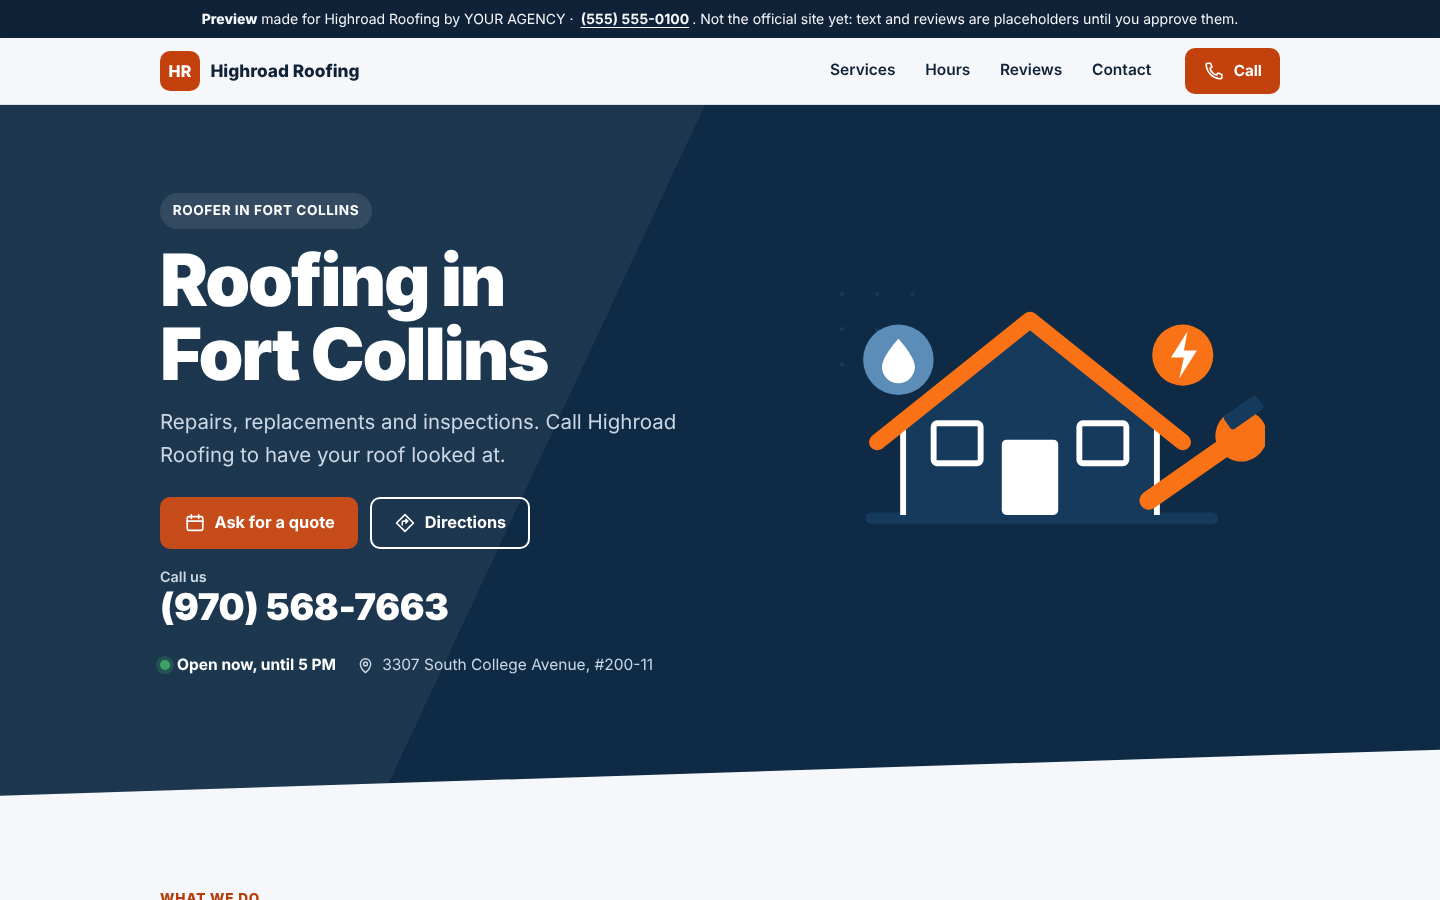 Preview made for Highroad Roofing by YOUR AGENCY · (555) 555-0100 . Not the official site yet: text and reviews are placeholders until you approve them.
HR Highroad Roofing
Services Hours Reviews Contact Call
ROOFER IN FORT COLLINS
Roofing in
Fort Collins
Repairs, replacements and inspections. Call Highroad
Roofing to have your roof looked at.
Ask for a quote Directions
Call us
(970) 568-7663
Open now, until 5 PM 3307 South College Avenue, #200-11
WHAT WE DO